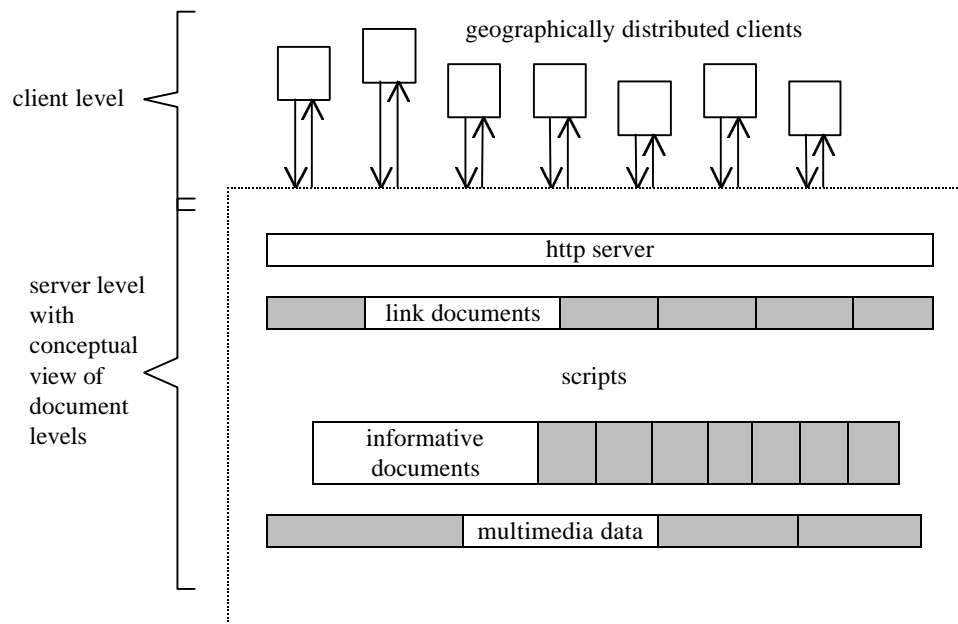 geographically distributed clients
client level
http server
server level
with
conceptual
view of
document
levels
link documents
scripts
informative
documents
multimedia data